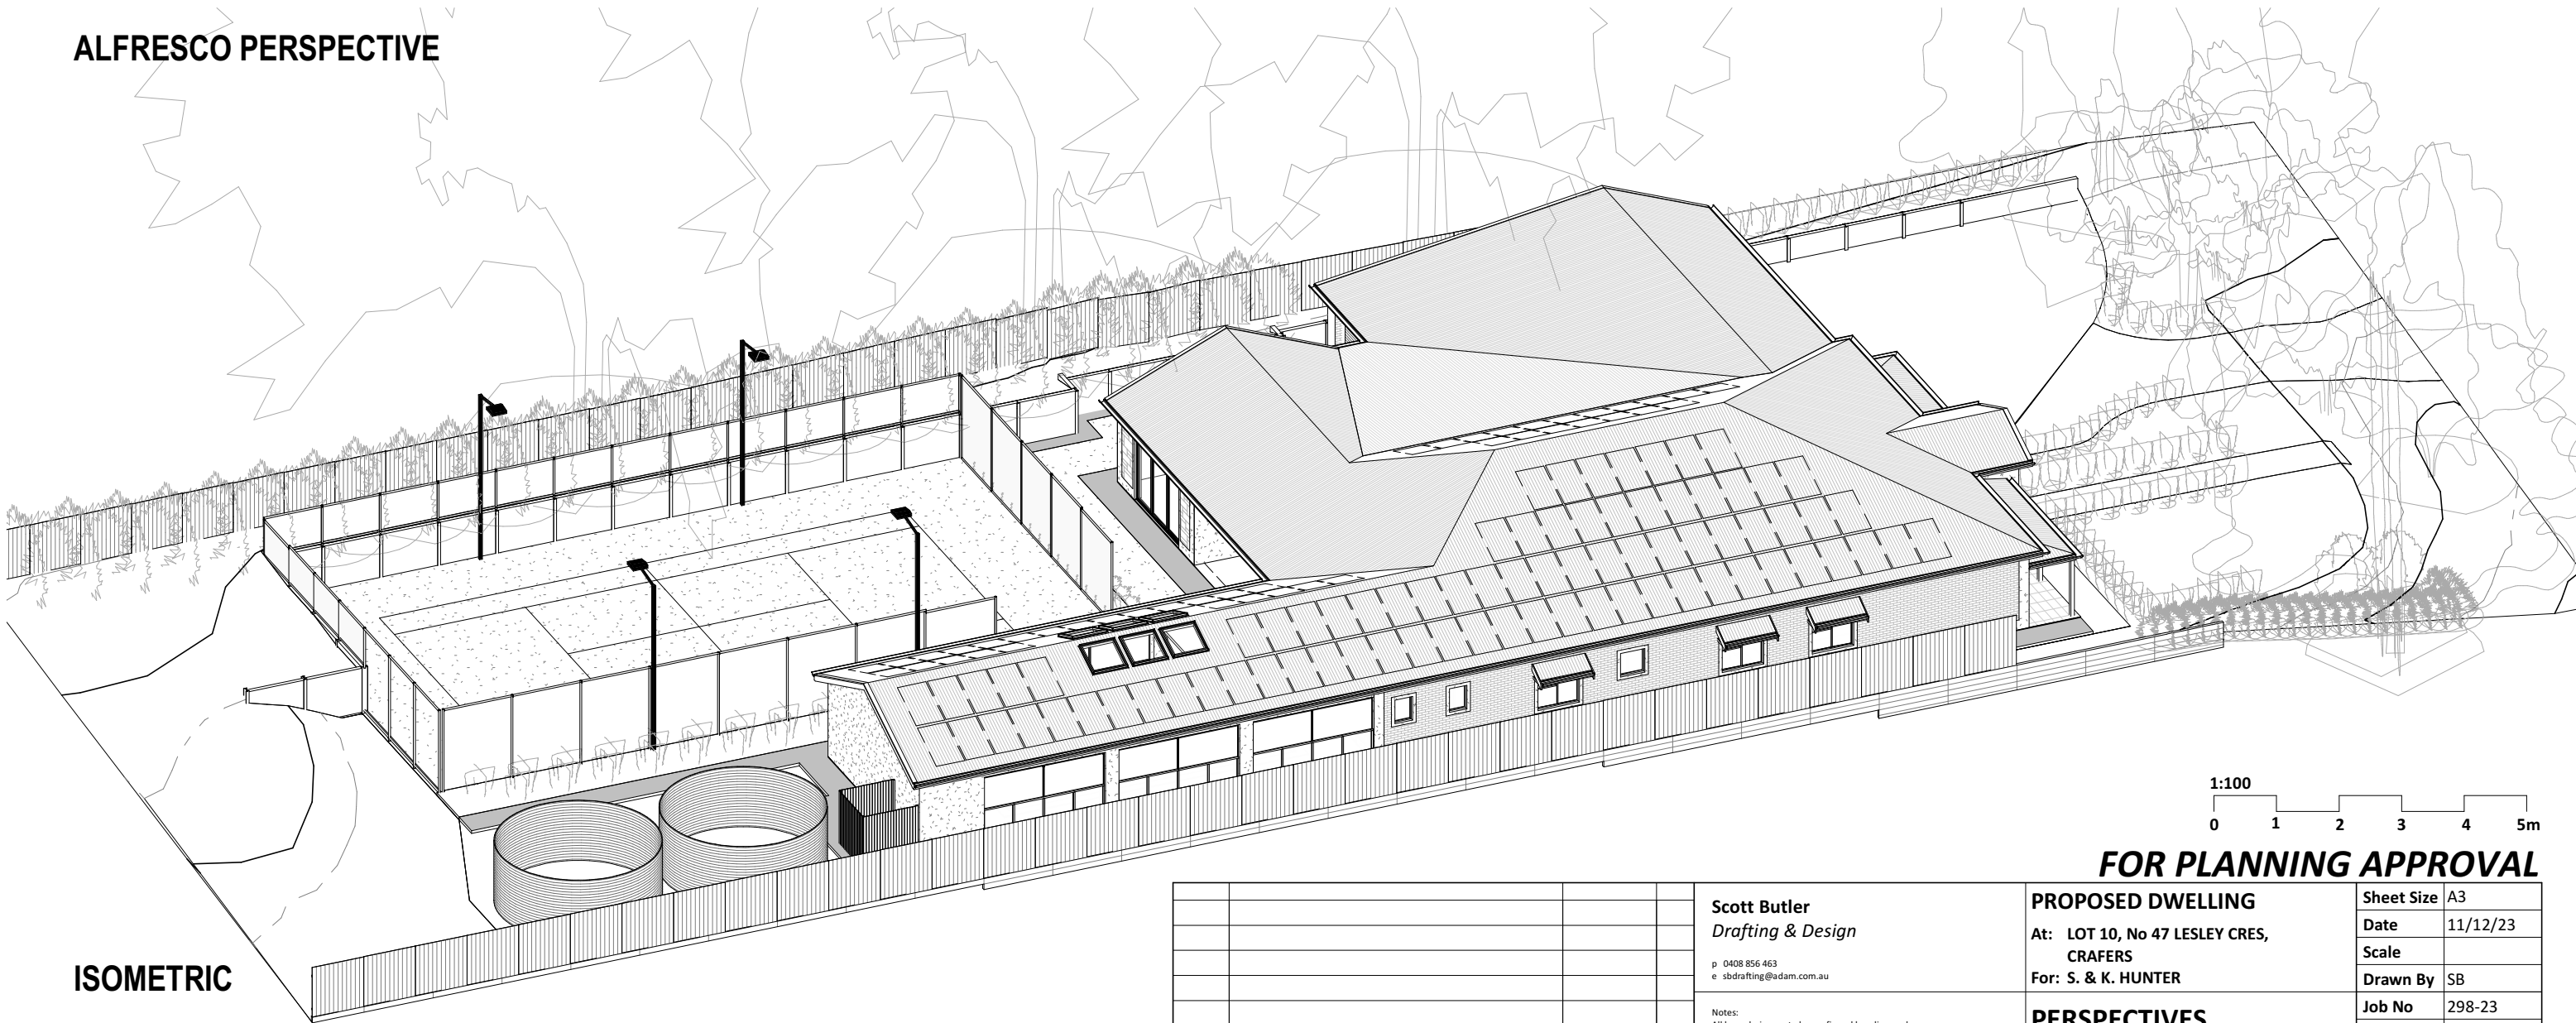 ALFRESCO PERSPECTIVE
ISOMETRIC
1:100
0 1 2 3 4 5m
FOR PLANNING APPROVAL
Scott Butler
Drafting & Design
p 0408 856 463
e sbdrafting@adam.com.au
Notes:
PROPOSED DWELLING
At: LOT 10, No 47 LESLEY CRES,
CRAFERS
For: S. & K. HUNTER
PERSPECTIVES
Sheet Size A3
Date 11/12/23
Scale
Drawn By SB
Job No 298-23